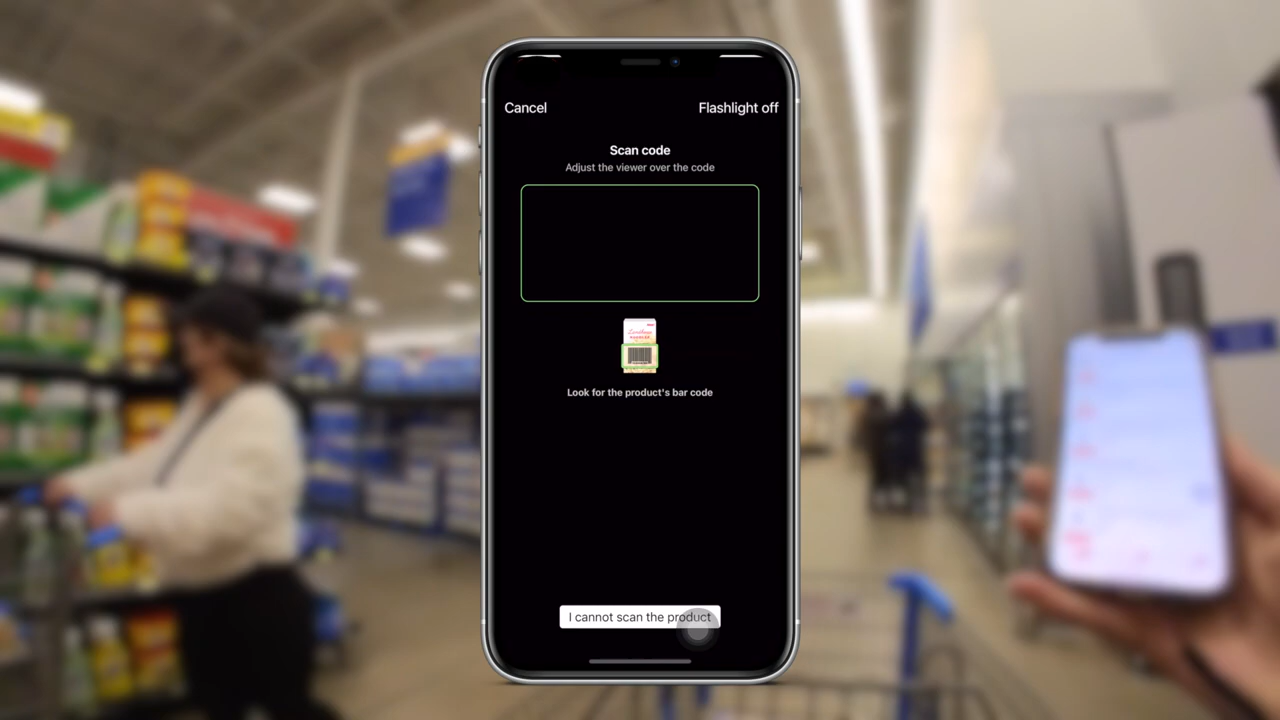 Cancel
Flashlight off
Scan code
Adjust the viewer over the code
Look for the product's bar code
I cannot scan the product